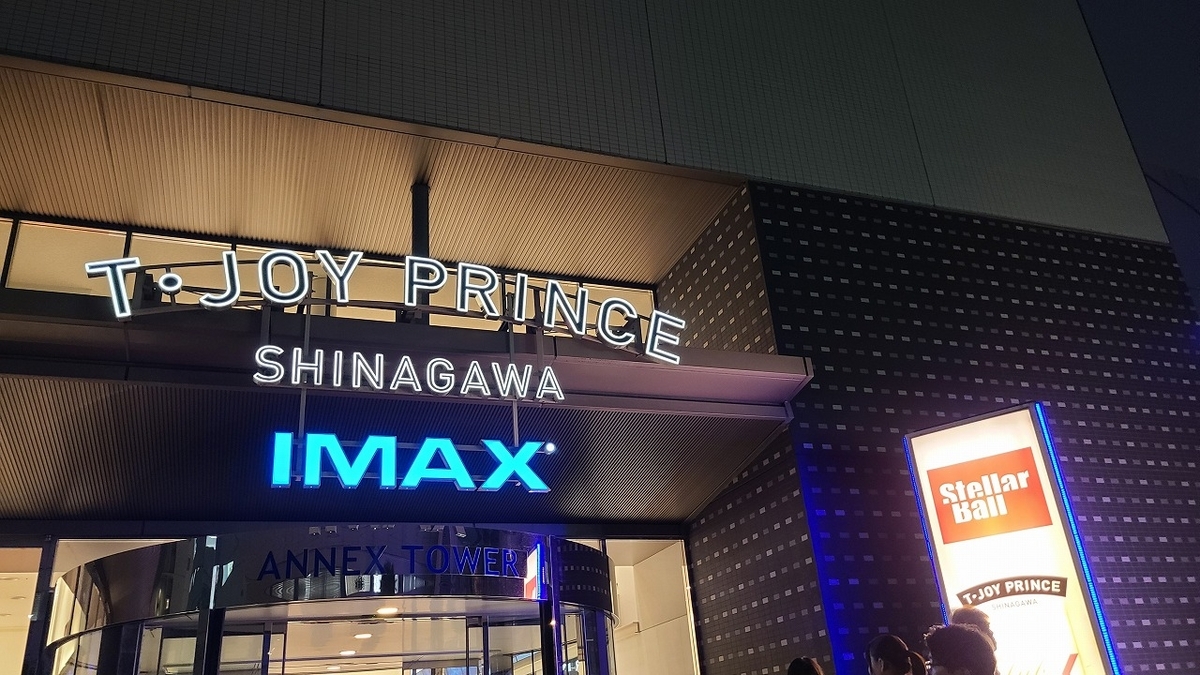 T・JOY PRINCE
SHINAGAWA
IMAX
ANNEX TOWER
Stellar
Ball
T・JOY PRINCE
SHINAGAWA